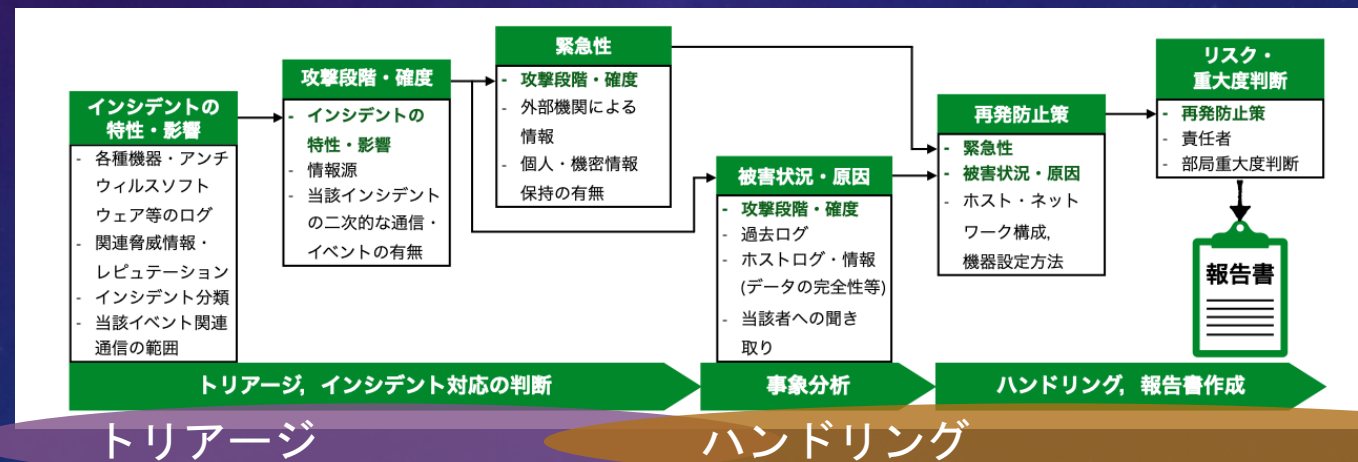 インシデントの
特性・影響
- 各種機器・アンチ
ウィルスソフト
ウェア等のログ
- 関連脅威情報・
レピュテーション
- インシデント分類
- 当該イベント関連
通信の範囲
攻撃段階・確度
- インシデントの
特性・影響
- 情報源
- 当該インシデント
の二次的な通信・
イベントの有無
緊急性
- 攻撃段階・確度
- 外部機関による
情報
- 個人・機密情報
保持の有無
被害状況・原因
- 攻撃段階・確度
- 過去ログ
- ホストログ・情報
(データの完全性等)
- 当該者への聞き
取り
再発防止策
- 緊急性
- 被害状況・原因
- ホスト・ネット
ワーク構成,
機器設定方法
リスク・
重大度判断
- 再発防止策
- 責任者
- 部局重大度判断
報告書
トリアージ, インシデント対応の判断
事象分析
ハンドリング, 報告書作成
トリアージ
ハンドリング